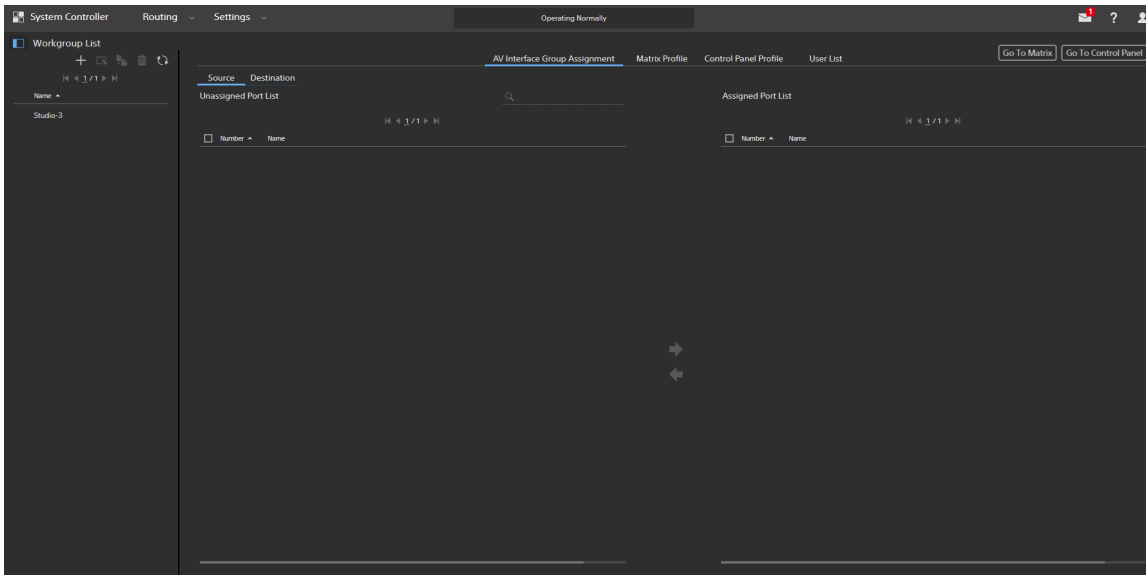 System Controller Routing Settings Operating Normally 1 ?
Workgroup List
Go To Matrix Go To Control Panel
AV Interface Group Assignment Matrix Profile Control Panel Profile User List
1/1
Source Destination
Name
Unassigned Port List
Assigned Port List
Studio-3
1/1
1/1
Number Name
Number Name